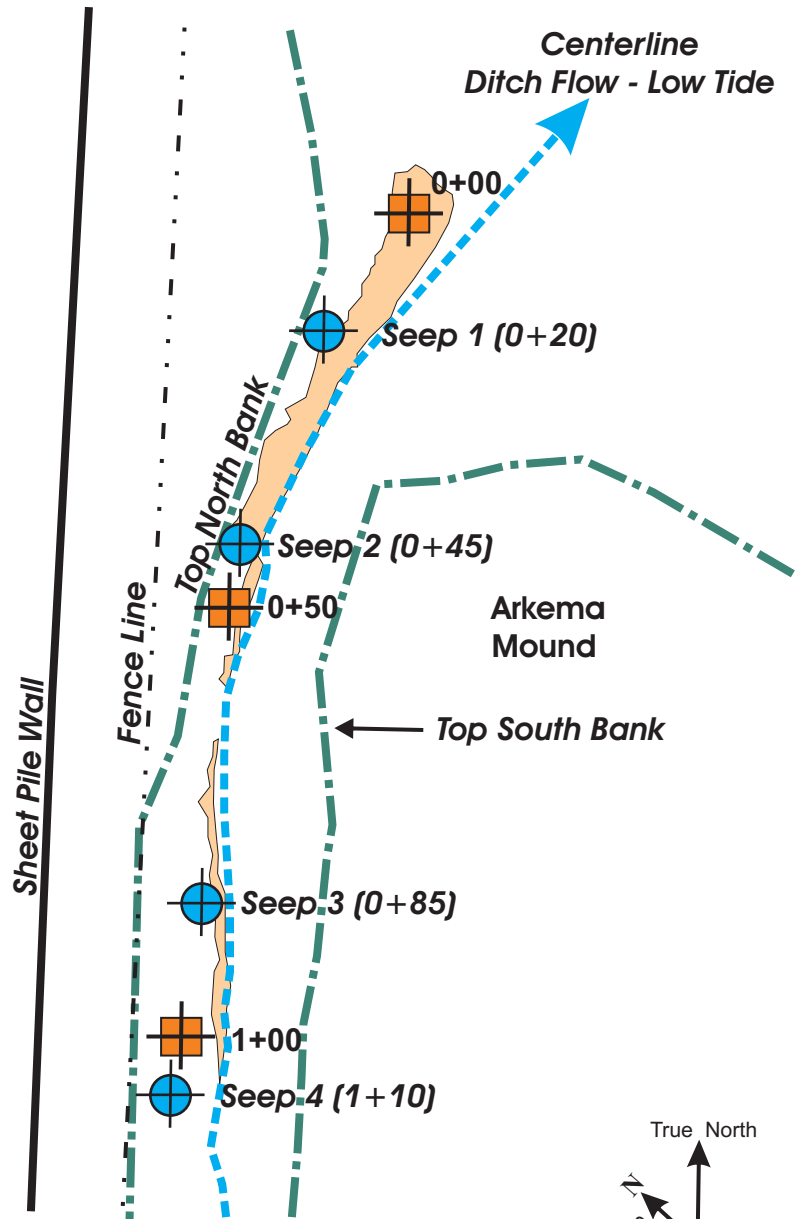 Centerline
Ditch Flow - Low Tide
0+00
Seep 1 (0+20)
Top North Bank
Seep 2 (0+45)
0+50
Arkema
Mound
Fence Line
Top South Bank
Sheet Pile Wall
Seep 3 (0+85)
1+00
Seep 4 (1+10)
True North
N